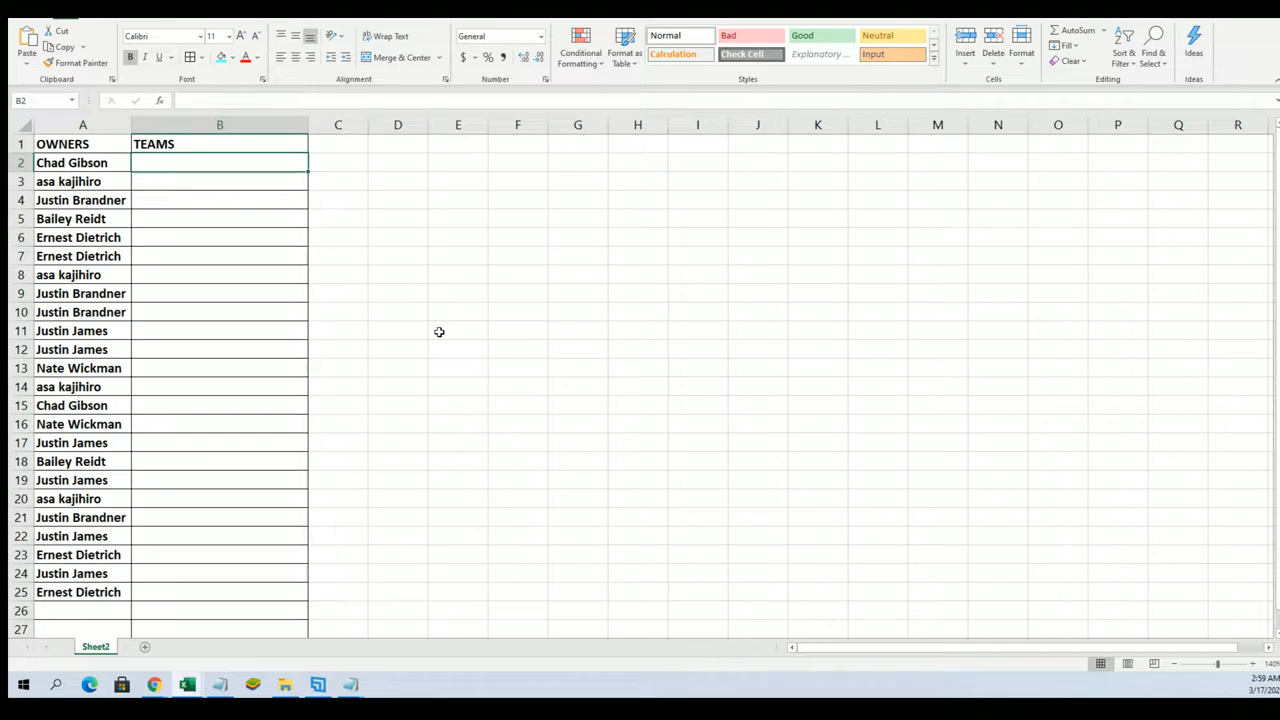 Cut
Copy
Format Painter
Paste
Clipboard
Calibri 11 A A
B I U
Font
Wrap Text
Merge & Center
Alignment
General
$ % ,
Number
Conditional Formatting
Format as Table
Normal Bad Good Neutral
Calculation Check Cell Explanatory ... Input
Styles
Insert Delete Format
Cells
AutoSum
Fill
Clear
Sort & Filter
Find & Select
Editing
Ideas
Ideas
B2 fx
A B C D E F G H I J K L M N O P Q R
1 OWNERS TEAMS
2 Chad Gibson
3 asa kajihiro
4 Justin Brandner
5 Bailey Reidt
6 Ernest Dietrich
7 Ernest Dietrich
8 asa kajihiro
9 Justin Brandner
10 Justin Brandner
11 Justin James
12 Justin James
13 Nate Wickman
14 asa kajihiro
15 Chad Gibson
16 Nate Wickman
17 Justin James
18 Bailey Reidt
19 Justin James
20 asa kajihiro
21 Justin Brandner
22 Justin James
23 Ernest Dietrich
24 Justin James
25 Ernest Dietrich
26
27
Sheet2
140%
2:59 AM
3/17/202